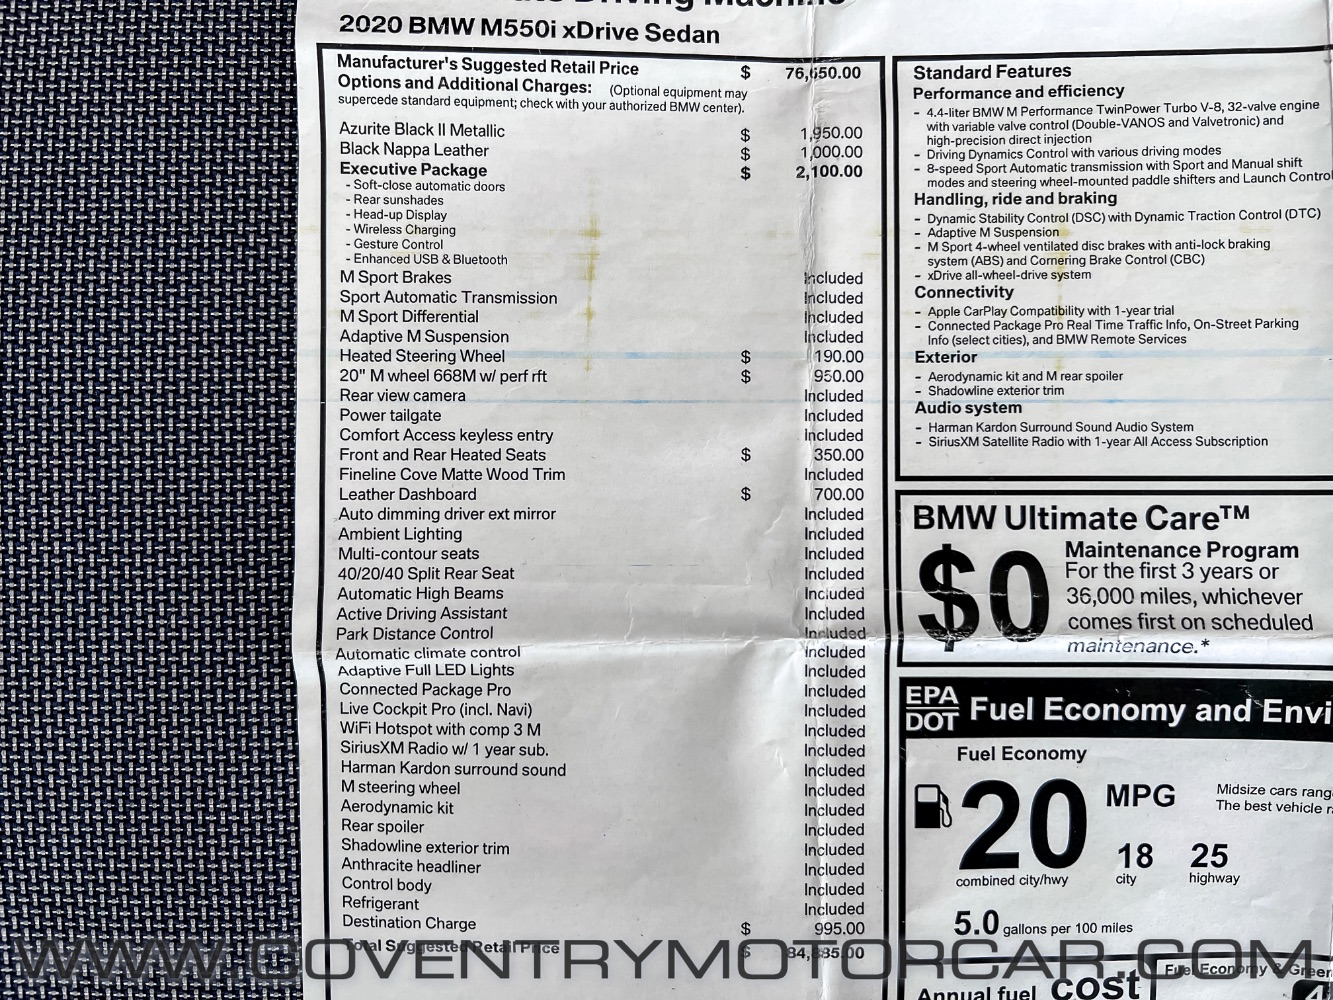 2020 BMW M550i xDrive Sedan
Manufacturer's Suggested Retail Price $ 76,650.00
Options and Additional Charges: (Optional equipment may
supercede standard equipment; check with your authorized BMW center).
Azurite Black II Metallic $ 1,950.00
Black Nappa Leather $ 1,000.00
Executive Package $ 2,100.00
- Soft-close automatic doors
- Rear sunshades
- Head-up Display
- Wireless Charging
- Gesture Control
- Enhanced USB & Bluetooth
M Sport Brakes Included
Sport Automatic Transmission Included
M Sport Differential Included
Adaptive M Suspension Included
Heated Steering Wheel $ 190.00
20" M wheel 668M w/ perf rft $ 950.00
Rear view camera Included
Power tailgate Included
Comfort Access keyless entry Included
Front and Rear Heated Seats $ 350.00
Fineline Cove Matte Wood Trim Included
Leather Dashboard $ 700.00
Auto dimming driver ext mirror Included
Ambient Lighting Included
Multi-contour seats Included
40/20/40 Split Rear Seat Included
Automatic High Beams Included
Active Driving Assistant Included
Park Distance Control Included
Automatic climate control Included
Adaptive Full LED Lights Included
Connected Package Pro Included
Live Cockpit Pro (incl. Navi) Included
WiFi Hotspot with comp 3 M Included
SiriusXM Radio w/ 1 year sub. Included
Harman Kardon surround sound Included
M steering wheel Included
Aerodynamic kit Included
Rear spoiler Included
Shadowline exterior trim Included
Anthracite headliner Included
Control body Included
Refrigerant Included
Destination Charge $ 995.00
Total Suggested Retail Price $ 84,885.00
Standard Features
Performance and efficiency
- 4.4-liter BMW M Performance TwinPower Turbo V-8, 32-valve engine
with variable valve control (Double-VANOS and Valvetronic) and
high-precision direct injection
- Driving Dynamics Control with various driving modes
- 8-speed Sport Automatic transmission with Sport and Manual shift
modes and steering wheel-mounted paddle shifters and Launch Control
Handling, ride and braking
- Dynamic Stability Control (DSC) with Dynamic Traction Control (DTC)
- Adaptive M Suspension
- M Sport 4-wheel ventilated disc brakes with anti-lock braking
system (ABS) and Cornering Brake Control (CBC)
- xDrive all-wheel-drive system
Connectivity
- Apple CarPlay Compatibility with 1-year trial
- Connected Package Pro Real Time Traffic Info, On-Street Parking
Info (select cities), and BMW Remote Services
Exterior
- Aerodynamic kit and M rear spoiler
- Shadowline exterior trim
Audio system
- Harman Kardon Surround Sound Audio System
- SiriusXM Satellite Radio with 1-year All Access Subscription
BMW Ultimate Care™
$0 Maintenance Program
For the first 3 years or
36,000 miles, whichever
comes first on scheduled
maintenance.*
EPA
DOT Fuel Economy and Envi
Fuel Economy
20 MPG
Midsize cars rang
The best vehicle r
18 25
combined city/hwy city highway
5.0 gallons per 100 miles
Fuel Economy & Green
Annual fuel cost
WWW.COVENTRYMOTORCAR.COM